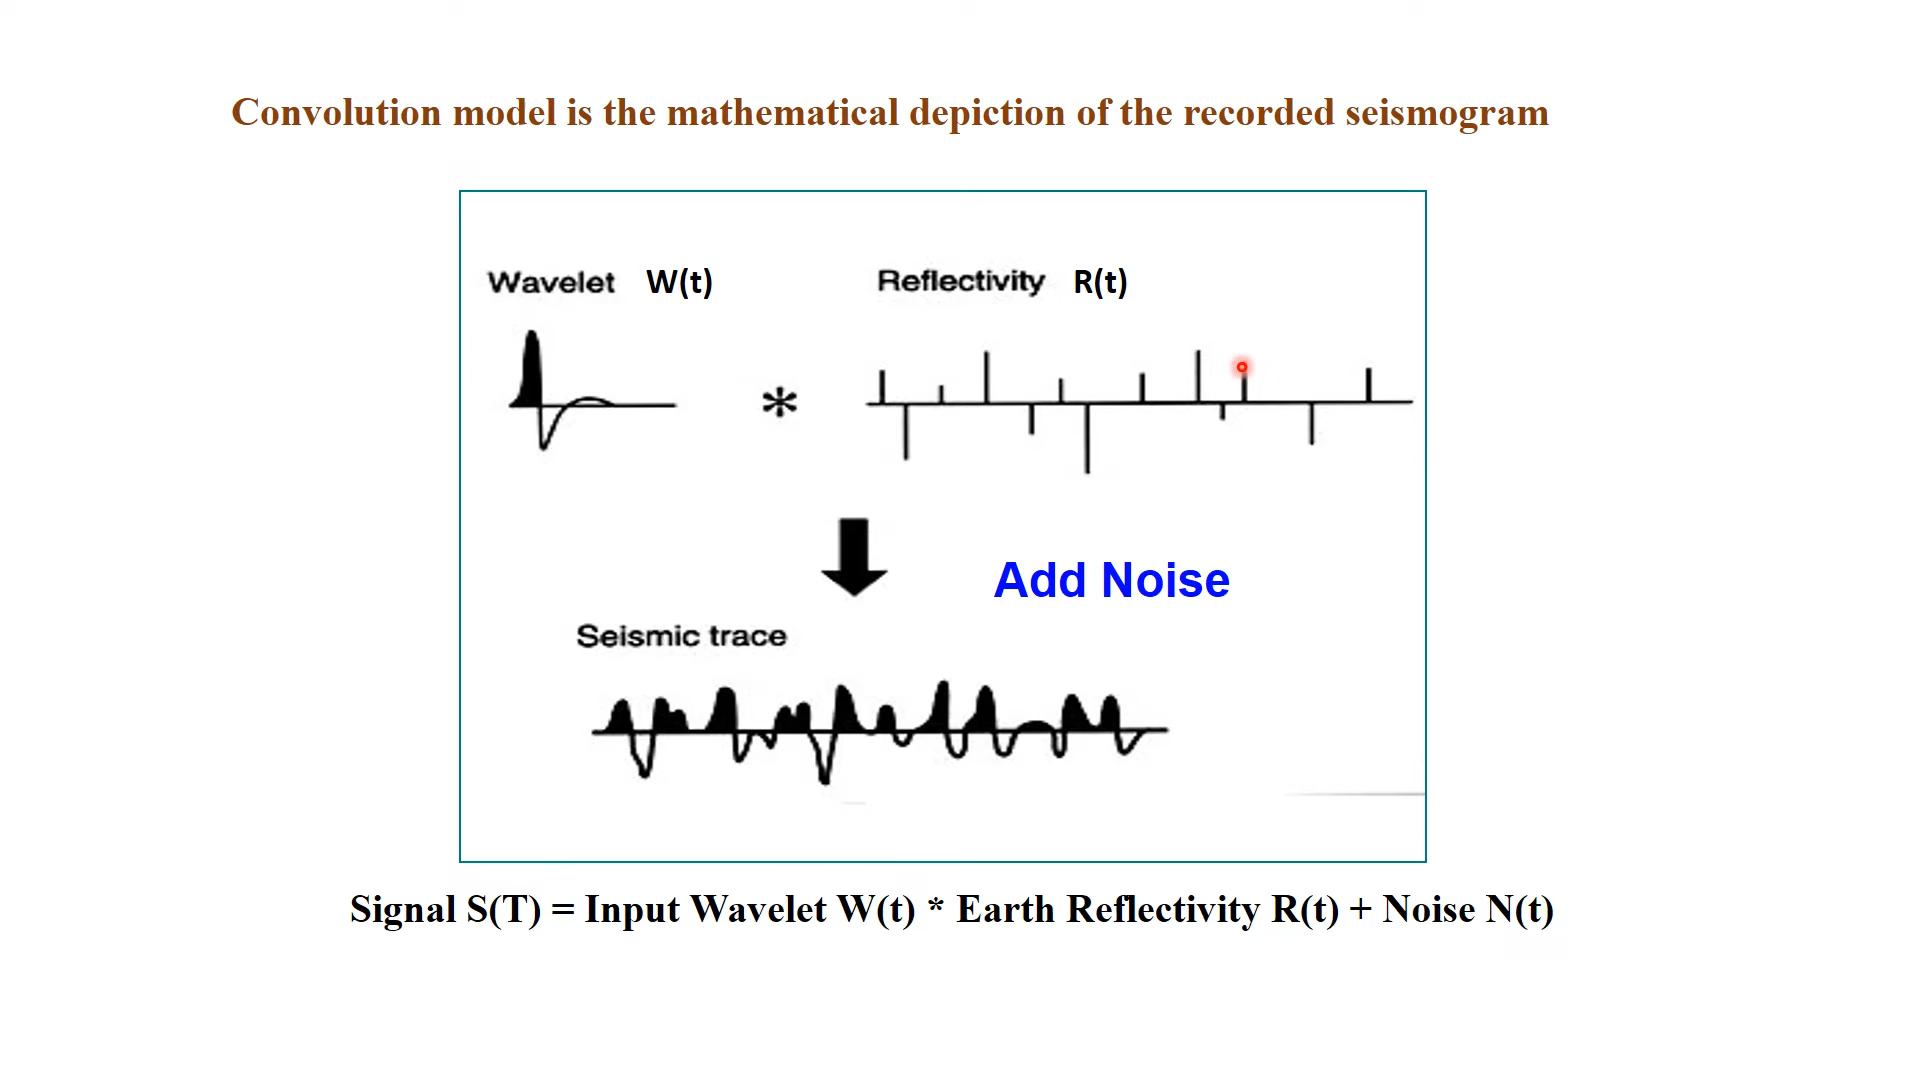 Convolution model is the mathematical depiction of the recorded seismogram
Wavelet W(t)
Reflectivity R(t)
*
Add Noise
Seismic trace
Signal S(T) = Input Wavelet W(t) * Earth Reflectivity R(t) + Noise N(t)